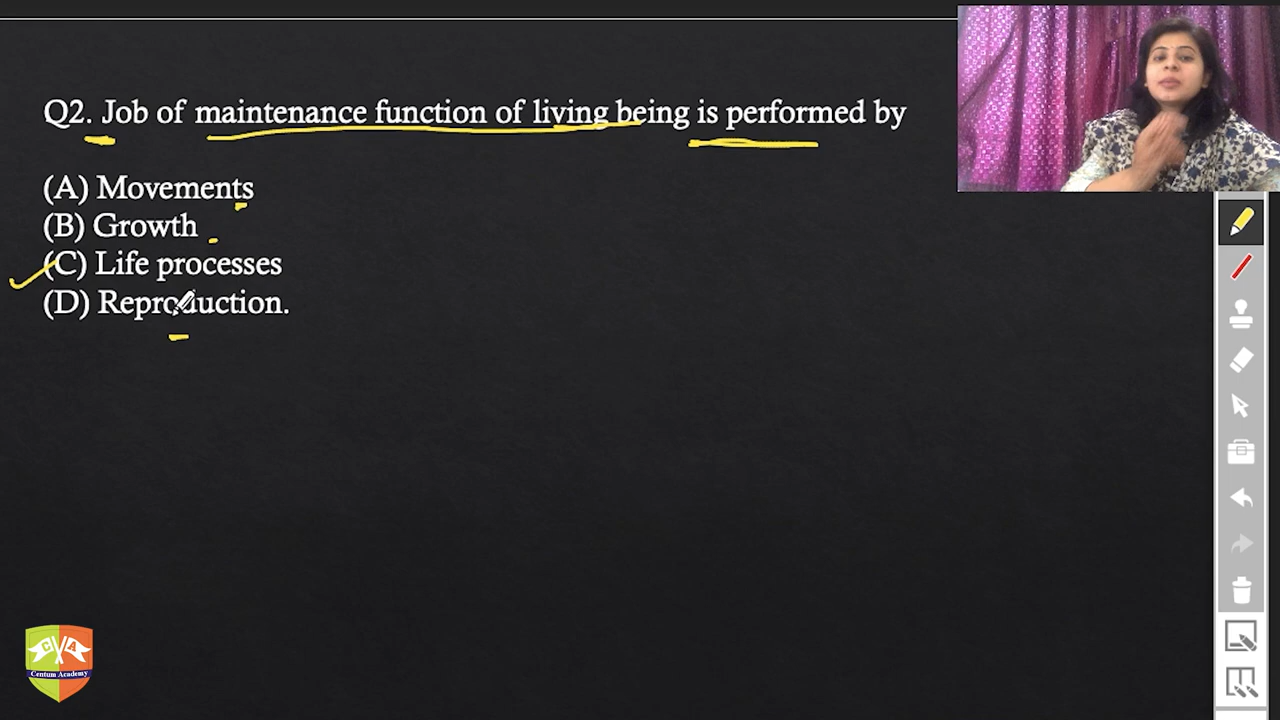 Q2. Job of maintenance function of living being is performed by
(A) Movements
(B) Growth
(C) Life processes
(D) Reproduction.
C A
Centum Academy